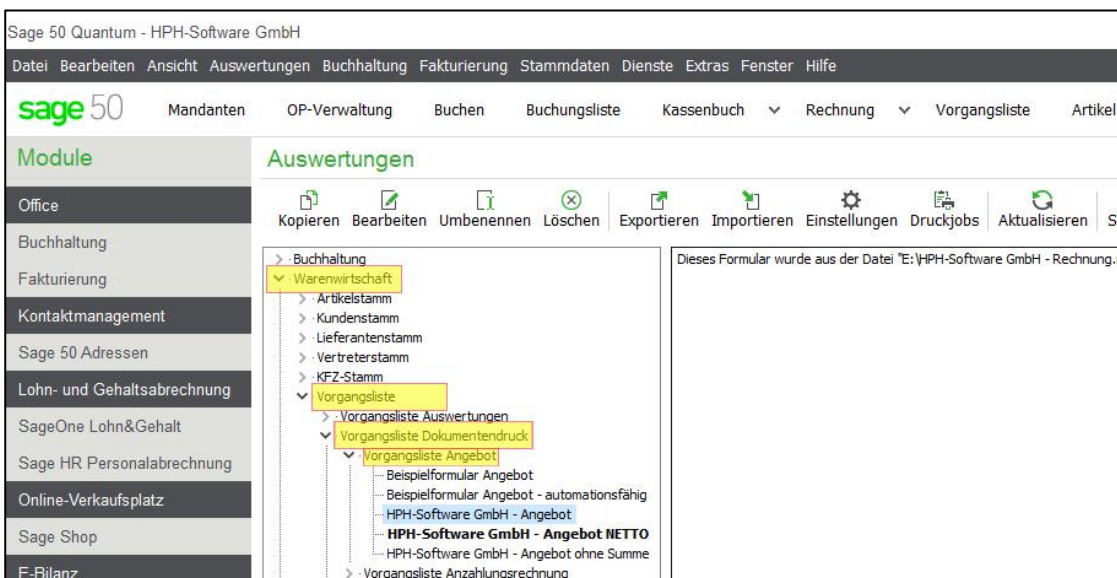 Sage 50 Quantum - HPH-Software GmbH
Datei Bearbeiten Ansicht Auswertungen Buchhaltung Fakturierung Stammdaten Dienste Extras Fenster Hilfe
sage 50 Mandanten OP-Verwaltung Buchen Buchungsliste Kassenbuch Rechnung Vorgangsliste Artikel
Module
Office
Buchhaltung
Fakturierung
Kontaktmanagement
Sage 50 Adressen
Lohn- und Gehaltsabrechnung
SageOne Lohn&Gehalt
Sage HR Personalabrechnung
Online-Verkaufsplatz
Sage Shop
E-Bilanz
Auswertungen
Kopieren Bearbeiten Umbenennen Löschen Exportieren Importieren Einstellungen Druckjobs Aktualisieren S
Buchhaltung
Warenwirtschaft
Artikelstamm
Kundenstamm
Lieferantenstamm
Vertreterstamm
KFZ-Stamm
Vorgangsliste
Vorgangsliste Auswertungen
Vorgangsliste Dokumentendruck
Vorgangsliste Angebot
Beispielformular Angebot
Beispielformular Angebot - automationsfähig
HPH-Software GmbH - Angebot
HPH-Software GmbH - Angebot NETTO
HPH-Software GmbH - Angebot ohne Summe
Vorgangsliste Anzahlungsrechnung
Dieses Formular wurde aus der Datei "E:\HPH-Software GmbH - Rechnung.